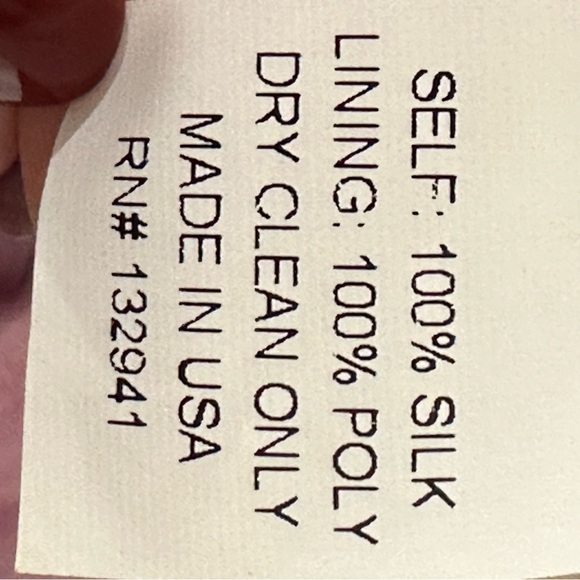 SELF: 100% SILK
LINING: 100% POLY
DRY CLEAN ONLY
MADE IN USA
RN# 132941